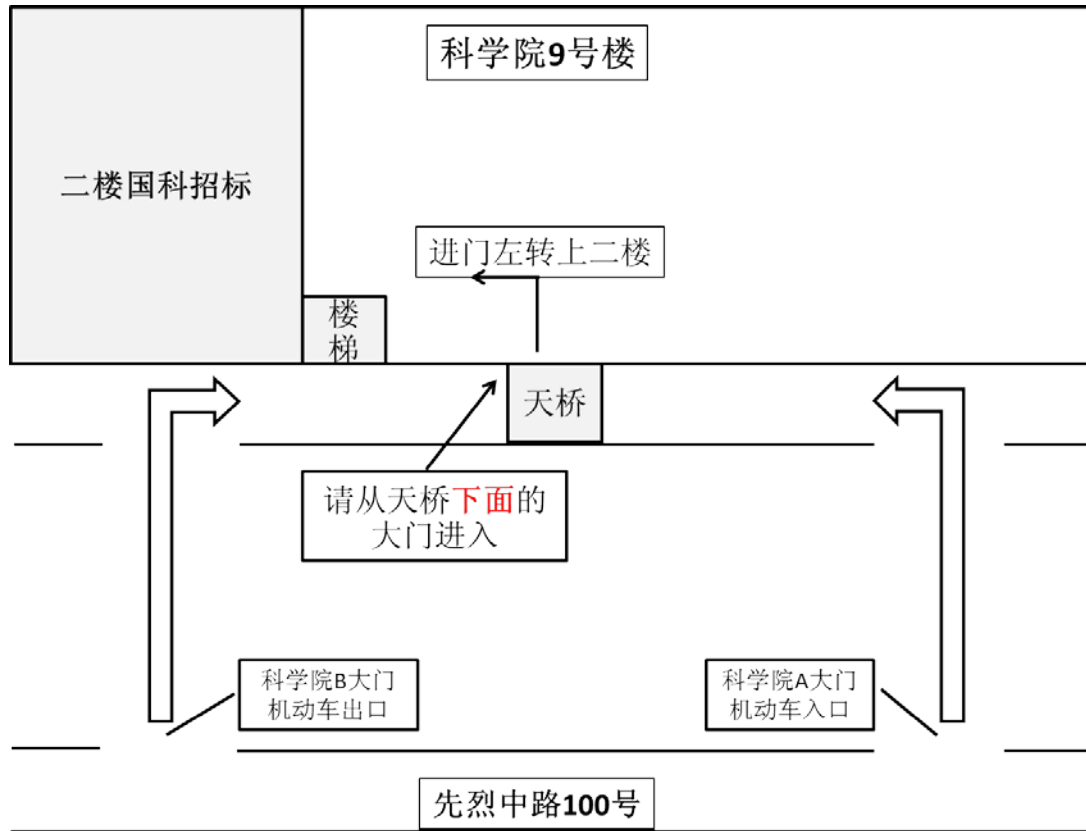 科学院9号楼
二楼国科招标
进门左转上二楼
楼
梯
天桥
请从天桥下面的
大门进入
科学院B大门
机动车出口
科学院A大门
机动车入口
先烈中路100号